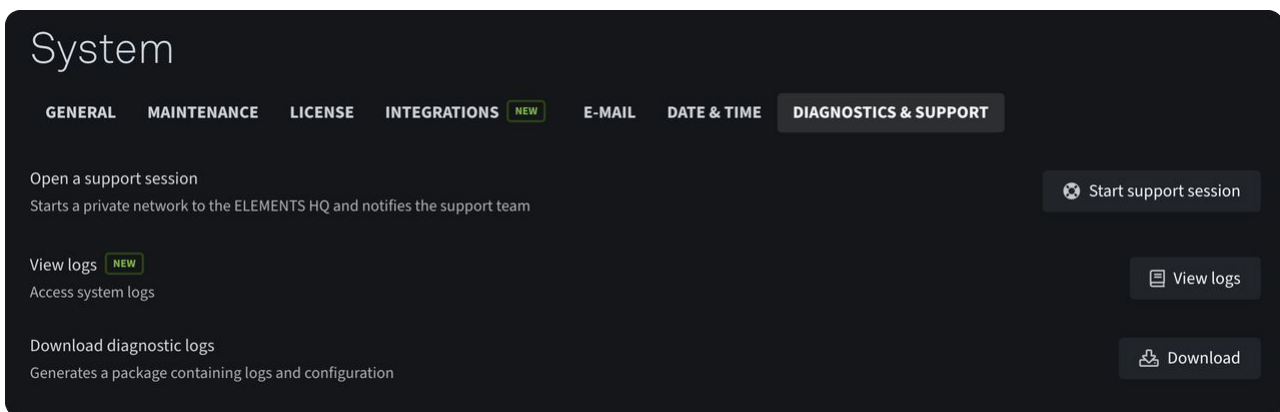 System
GENERAL MAINTENANCE LICENSE INTEGRATIONS NEW E-MAIL DATE & TIME DIAGNOSTICS & SUPPORT
Open a support session
Starts a private network to the ELEMENTS HQ and notifies the support team
Start support session
View logs NEW
Access system logs
View logs
Download diagnostic logs
Generates a package containing logs and configuration
Download